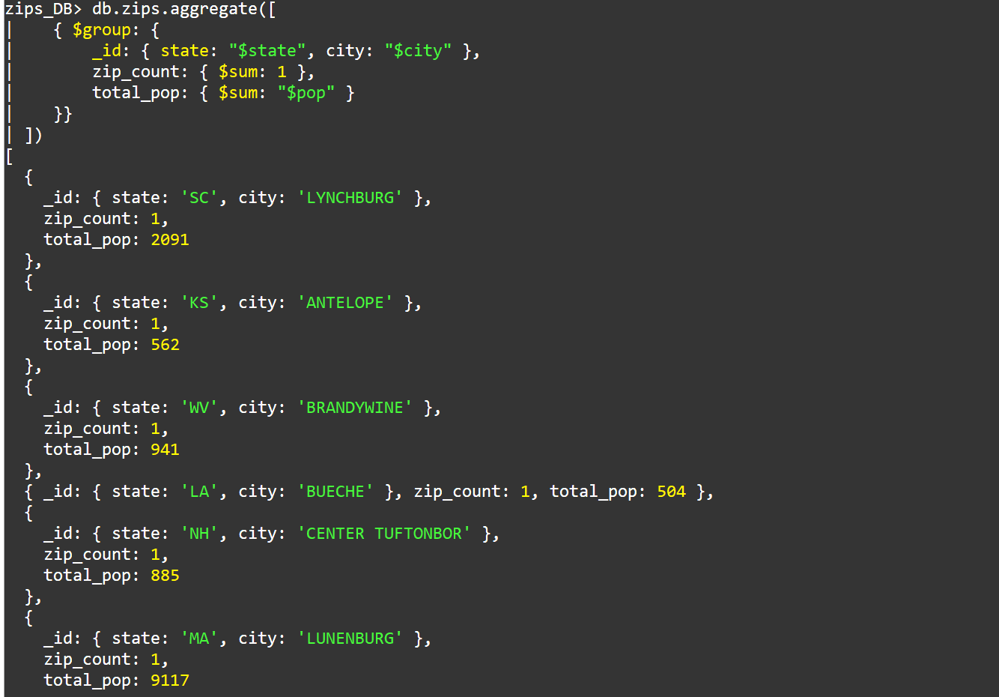 zips_DB> db.zips.aggregate([
|    { $group: {
|        _id: { state: "$state", city: "$city" },
|        zip_count: { $sum: 1 },
|        total_pop: { $sum: "$pop" }
|    }}
| ])
[
  {
    _id: { state: 'SC', city: 'LYNCHBURG' },
    zip_count: 1,
    total_pop: 2091
  },
  {
    _id: { state: 'KS', city: 'ANTELOPE' },
    zip_count: 1,
    total_pop: 562
  },
  {
    _id: { state: 'WV', city: 'BRANDYWINE' },
    zip_count: 1,
    total_pop: 941
  },
  { _id: { state: 'LA', city: 'BUECHE' }, zip_count: 1, total_pop: 504 },
  {
    _id: { state: 'NH', city: 'CENTER TUFTONBOR' },
    zip_count: 1,
    total_pop: 885
  },
  {
    _id: { state: 'MA', city: 'LUNENBURG' },
    zip_count: 1,
    total_pop: 9117